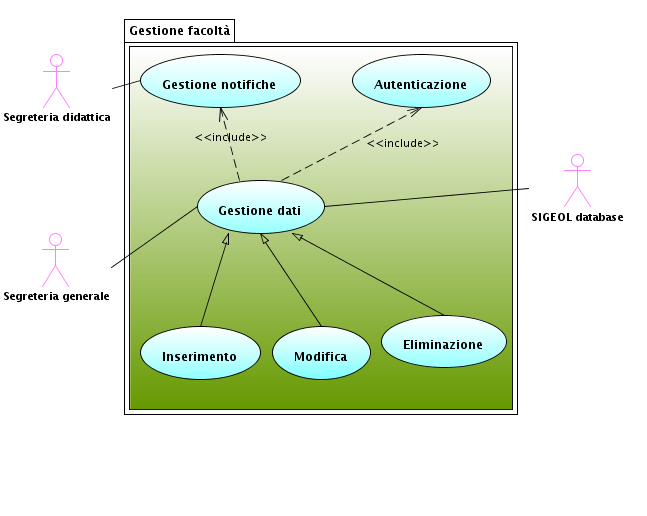 Gestione facoltà
Gestione notifiche
Autenticazione
Segreteria didattica
<<include>>
<<include>>
Gestione dati
SIGEOL database
Segreteria generale
Inserimento
Modifica
Eliminazione